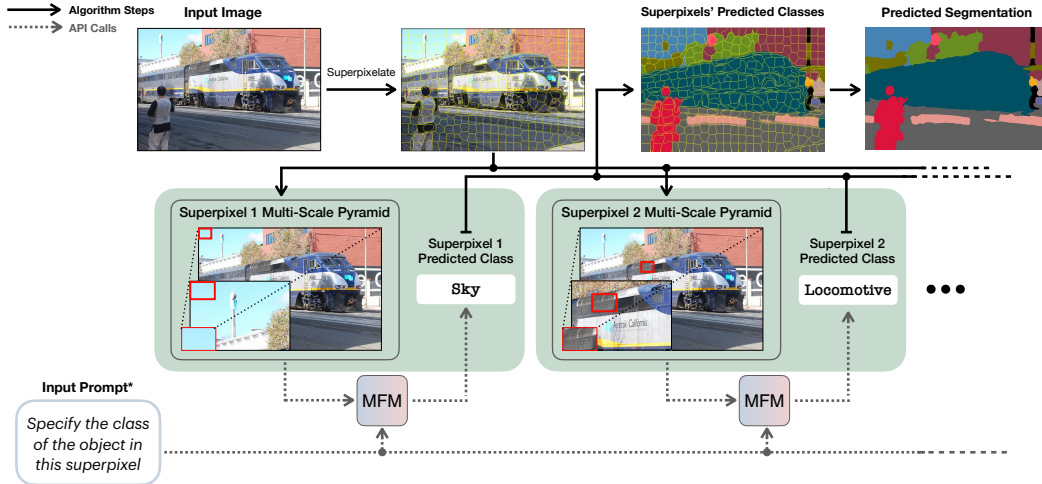 Algorithm Steps
API Calls
Input Image
Superpixelate
Superpixels' Predicted Classes
Predicted Segmentation
Superpixel 1 Multi-Scale Pyramid
Superpixel 1
Predicted Class
Sky
Superpixel 2 Multi-Scale Pyramid
Amtrak California
Superpixel 2
Predicted Class
Locomotive
MFM
MFM
Input Prompt*
Specify the class
of the object in
this superpixel